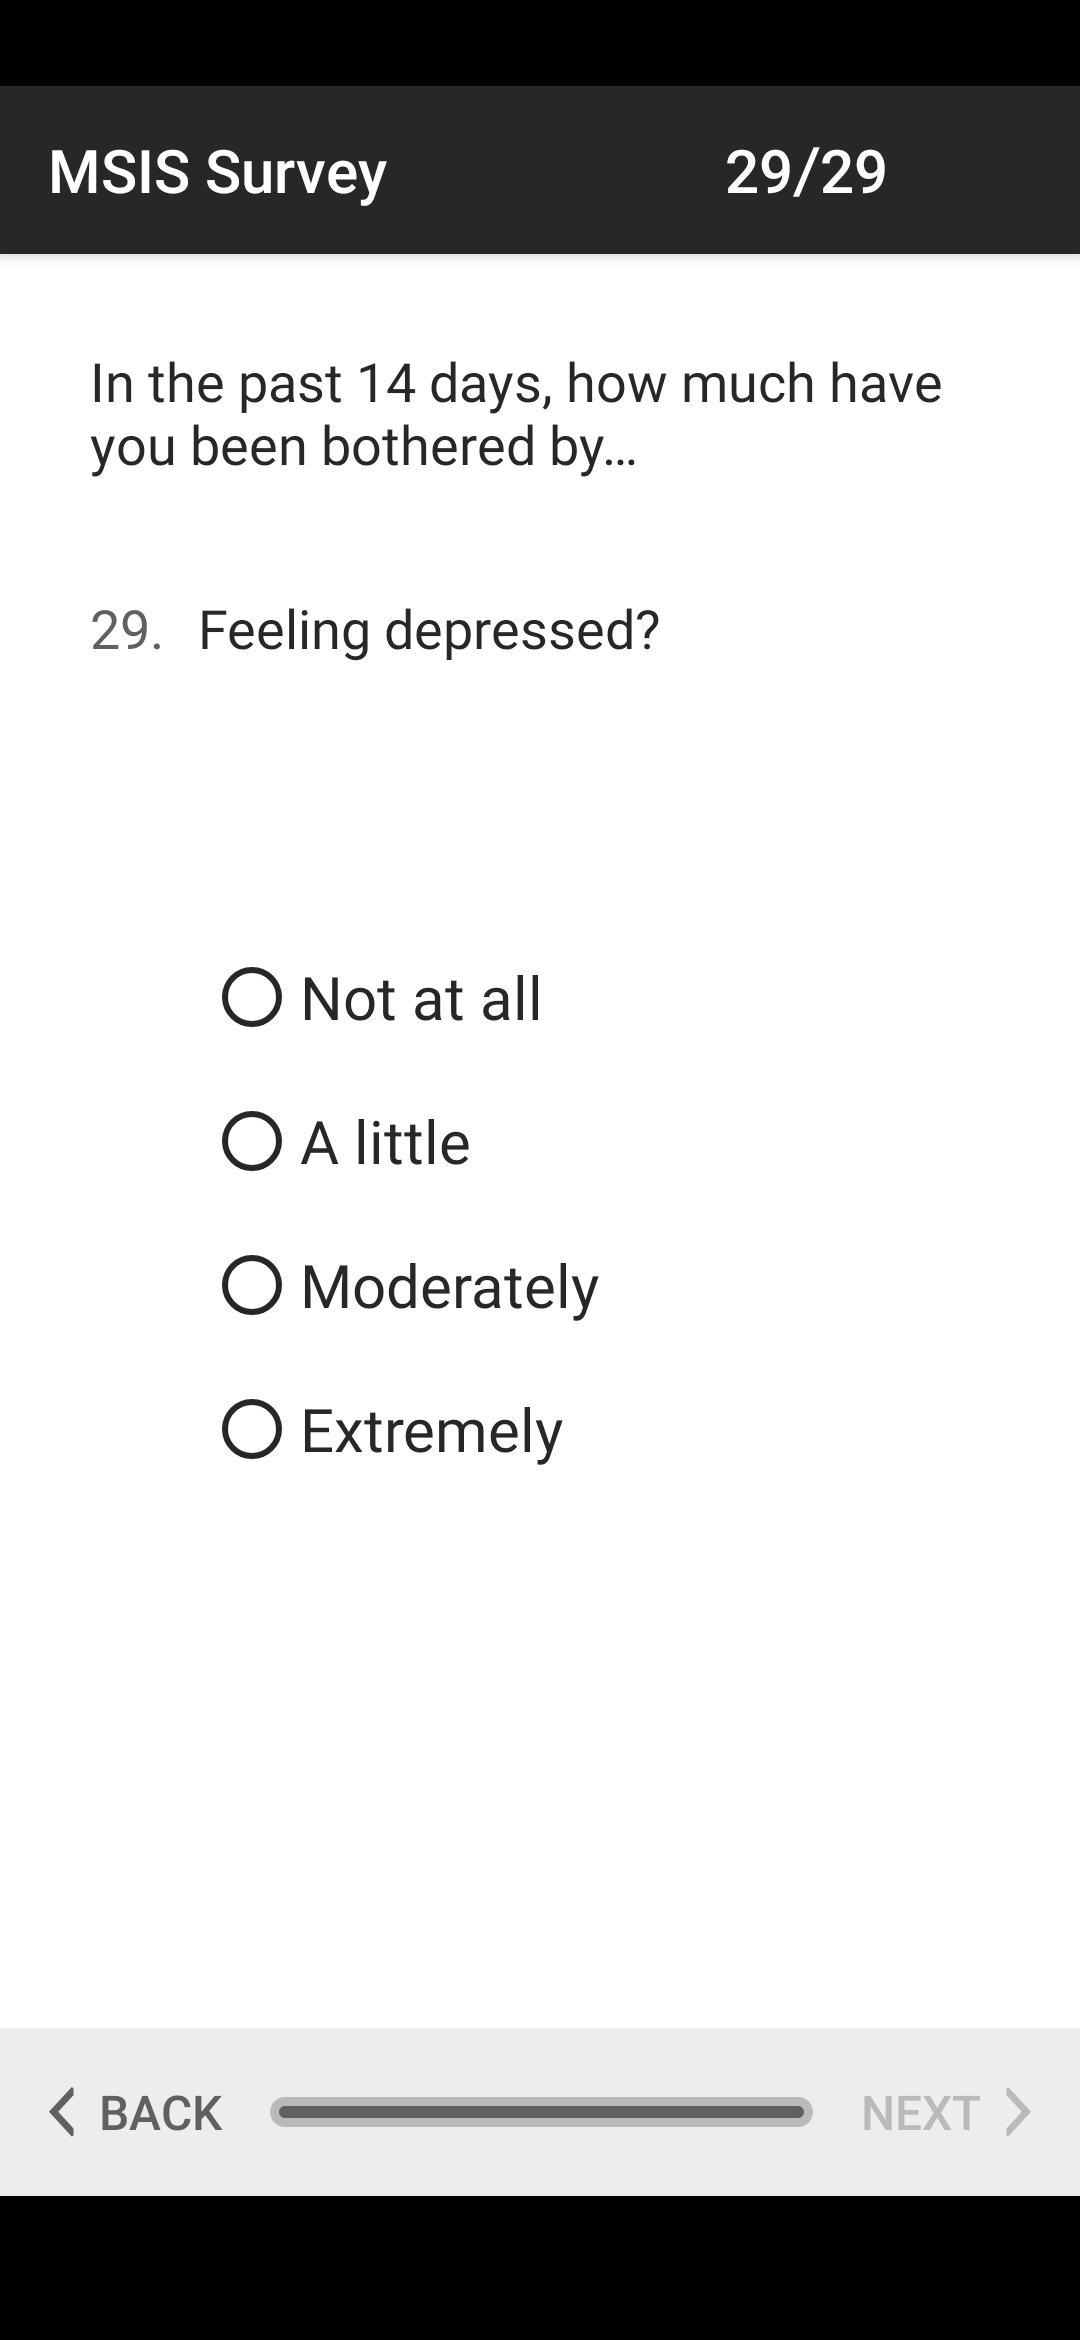 MSIS Survey 29/29
In the past 14 days, how much have
you been bothered by...
29. Feeling depressed?
Not at all
A little
Moderately
Extremely
BACK NEXT